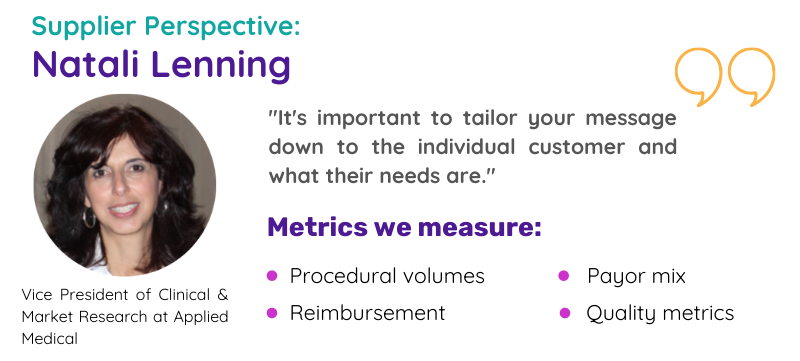 Supplier Perspective:
Natali Lenning
"It's important to tailor your message
down to the individual customer and
what their needs are."
Metrics we measure:
Procedural volumes
Payor mix
Reimbursement
Quality metrics
Vice President of Clinical &
Market Research at Applied
Medical